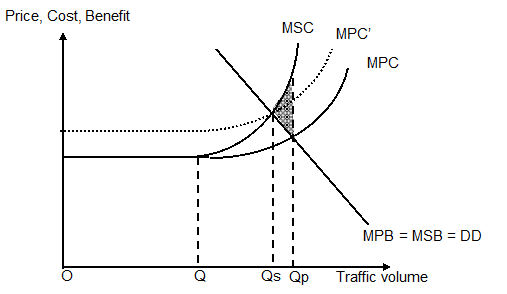 Price, Cost, Benefit
MSC
MPC’
MPC
MPB = MSB = DD
O
Q
Qs
Qp
Traffic volume